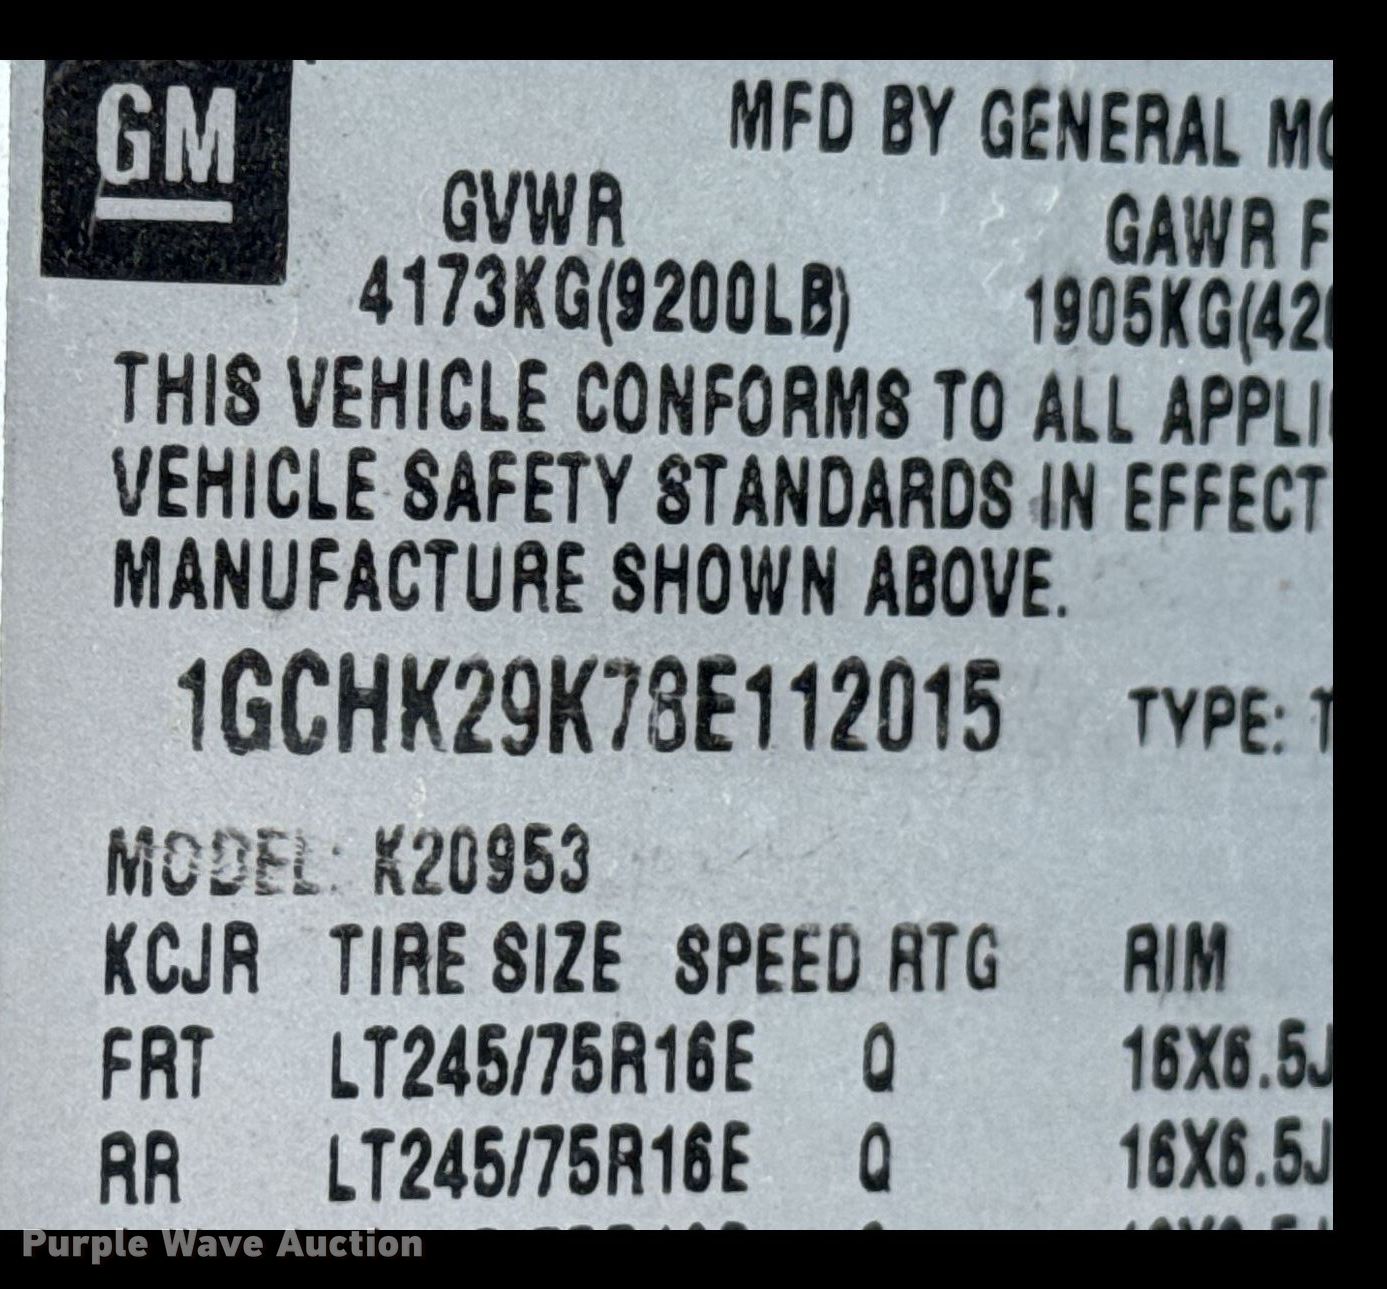 GM
MFD BY GENERAL MO
GVWR
GAWR F
4173KG(9200LB)
1905KG(420
THIS VEHICLE CONFORMS TO ALL APPLI
VEHICLE SAFETY STANDARDS IN EFFECT
MANUFACTURE SHOWN ABOVE.
1GCHK29K78E112015
TYPE: T
MODEL: K20953
KCJR TIRE SIZE SPEED RTG RIM
FRT LT245/75R16E Q 16X6.5J
RR LT245/75R16E Q 16X6.5J
Purple Wave Auction